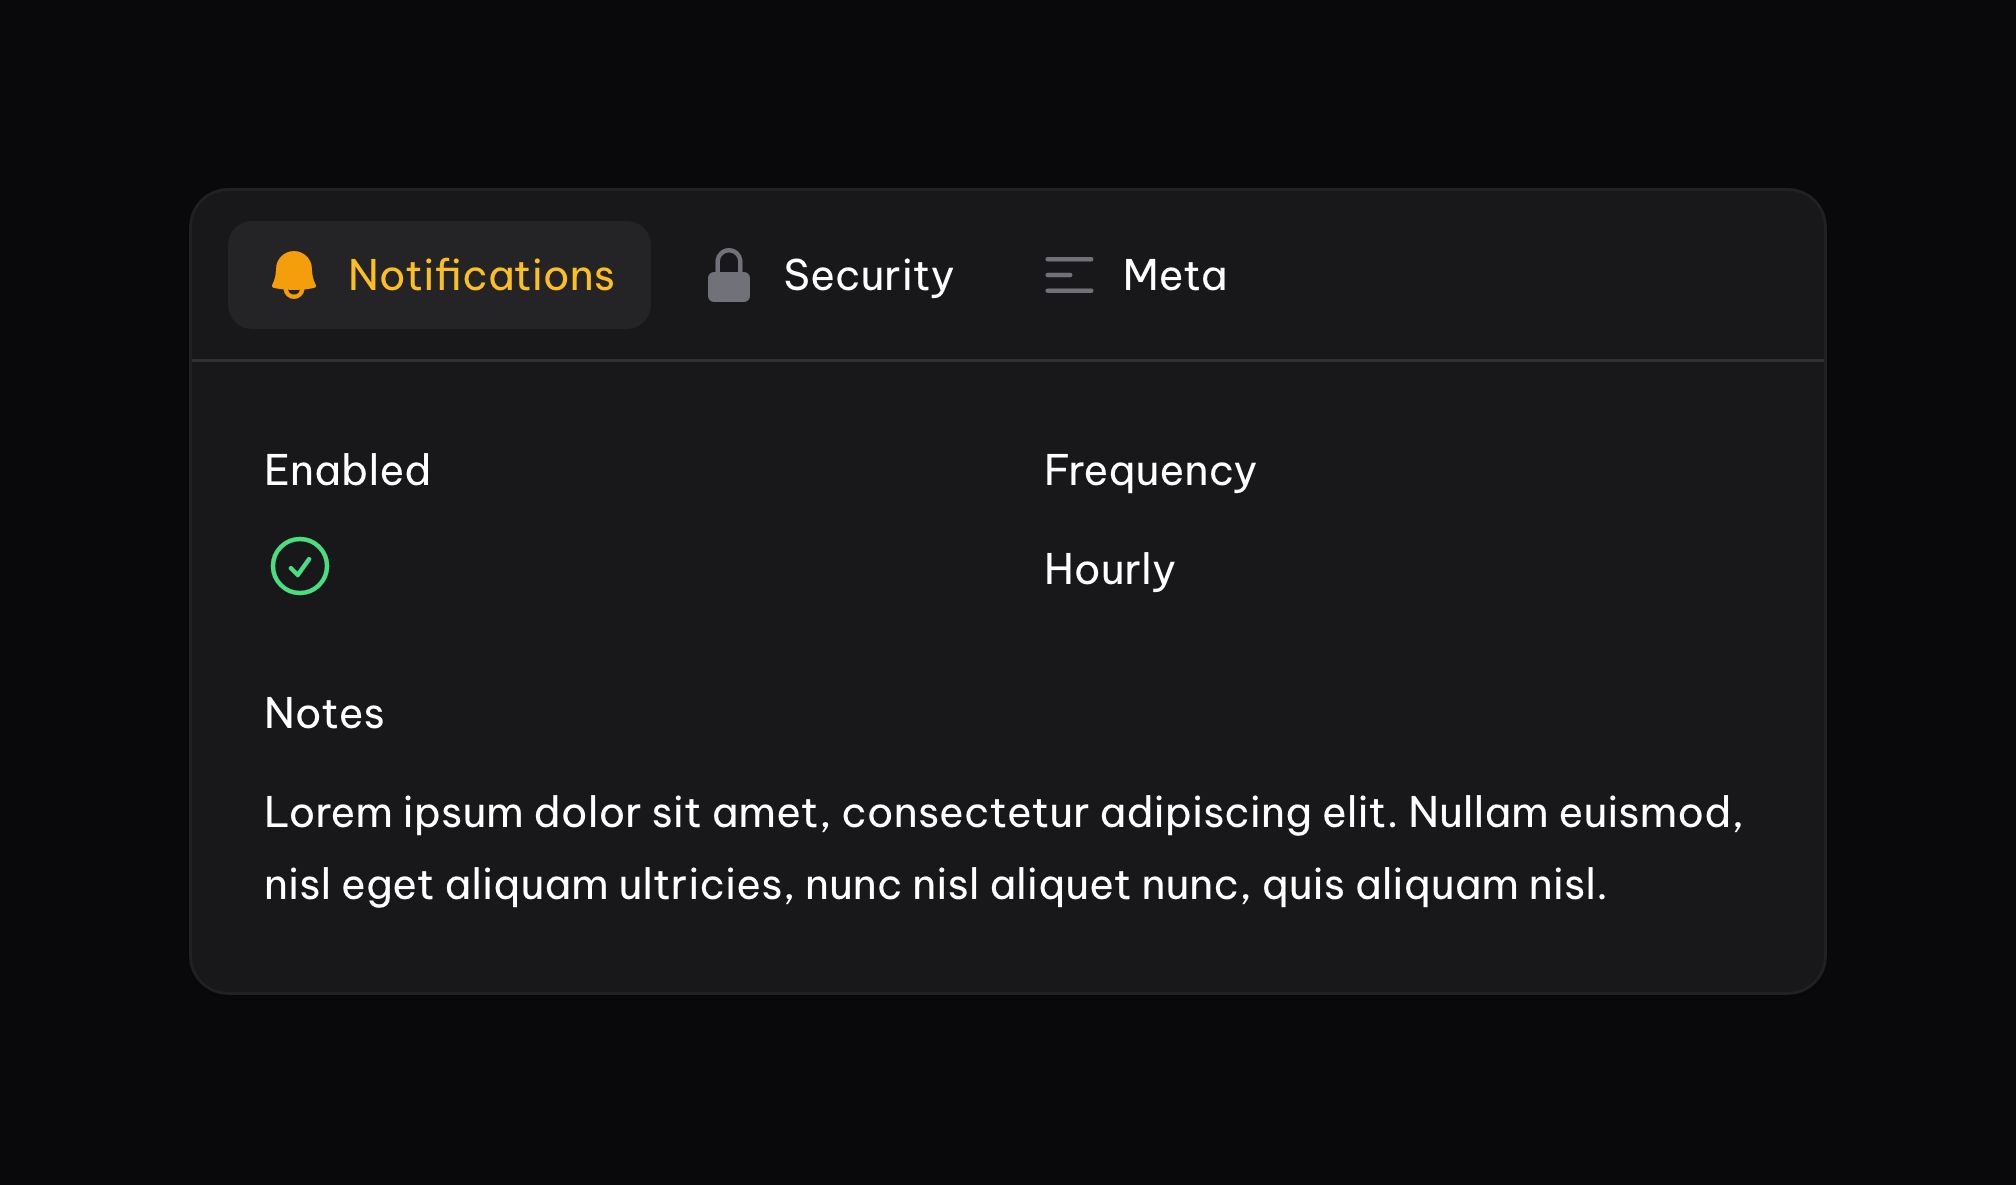 Notifications
Security
Meta
Enabled
Frequency
Hourly
Notes
Lorem ipsum dolor sit amet, consectetur adipiscing elit. Nullam euismod,
nisl eget aliquam ultricies, nunc nisl aliquet nunc, quis aliquam nisl.